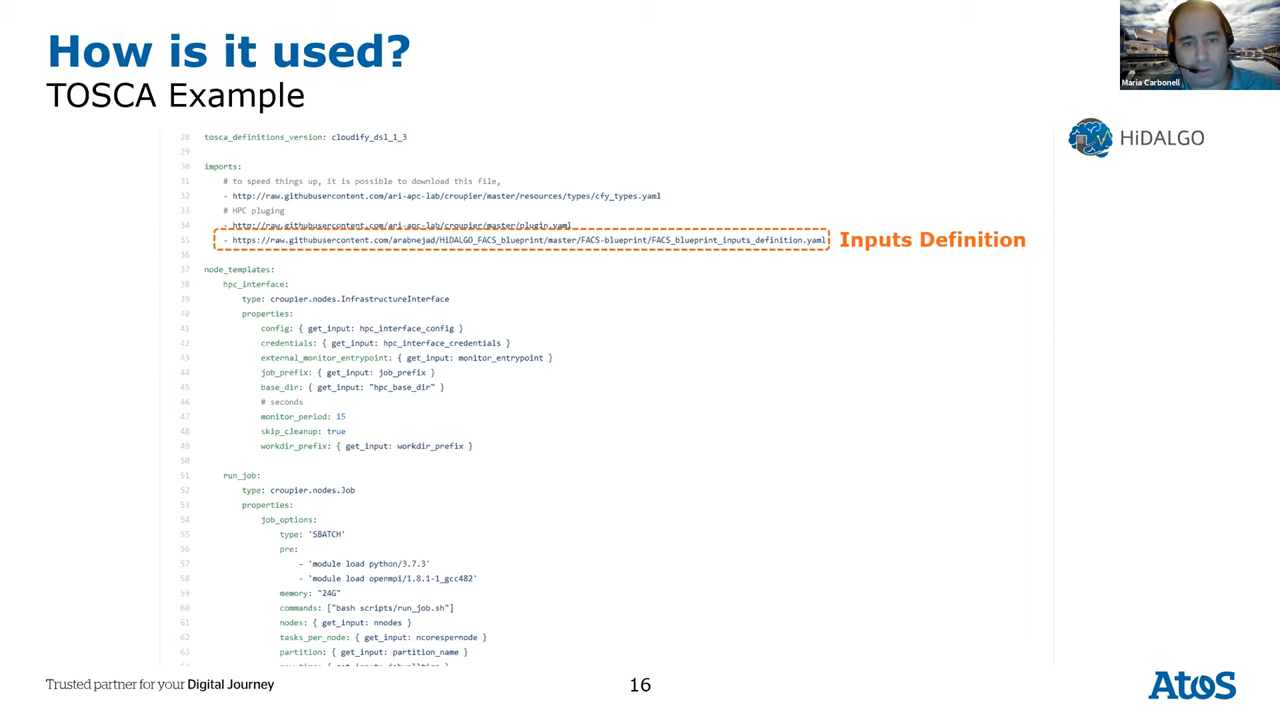 How is it used?
TOSCA Example
Maria Carbonell
HiDALGO
28 tosca_definitions_version: cloudify_dsl_1_3
29
30 imports:
31 # to speed things up, it is possible to download this file,
32 - http://raw.githubusercontent.com/ari-apc-lab/croupier/master/resources/types/cfy_types.yaml
33 # HPC pluging
34 - http://raw.githubusercontent.com/ari-apc-lab/croupier/master/plugin.yaml
35 - https://raw.githubusercontent.com/arabnejad/HiDALGO_FACS_blueprint/master/FACS-blueprint/FACS_blueprint_inputs_definition.yaml
Inputs Definition
36
37 node_templates:
38 hpc_interface:
39 type: croupier.nodes.InfrastructureInterface
40 properties:
41 config: { get_input: hpc_interface_config }
42 credentials: { get_input: hpc_interface_credentials }
43 external_monitor_entrypoint: { get_input: monitor_entrypoint }
44 job_prefix: { get_input: job_prefix }
45 base_dir: { get_input: "hpc_base_dir" }
46 # seconds
47 monitor_period: 15
48 skip_cleanup: true
49 workdir_prefix: { get_input: workdir_prefix }
50
51 run_job:
52 type: croupier.nodes.Job
53 properties:
54 job_options:
55 type: 'SBATCH'
56 pre:
57 - 'module load python/3.7.3'
58 - 'module load openmpi/1.8.1-1_gcc482'
59 memory: "24G"
60 commands: ["bash scripts/run_job.sh"]
61 nodes: { get_input: nnodes }
62 tasks_per_node: { get_input: ncorespernode }
63 partition: { get_input: partition_name }
Trusted partner for your Digital Journey
16
Atos